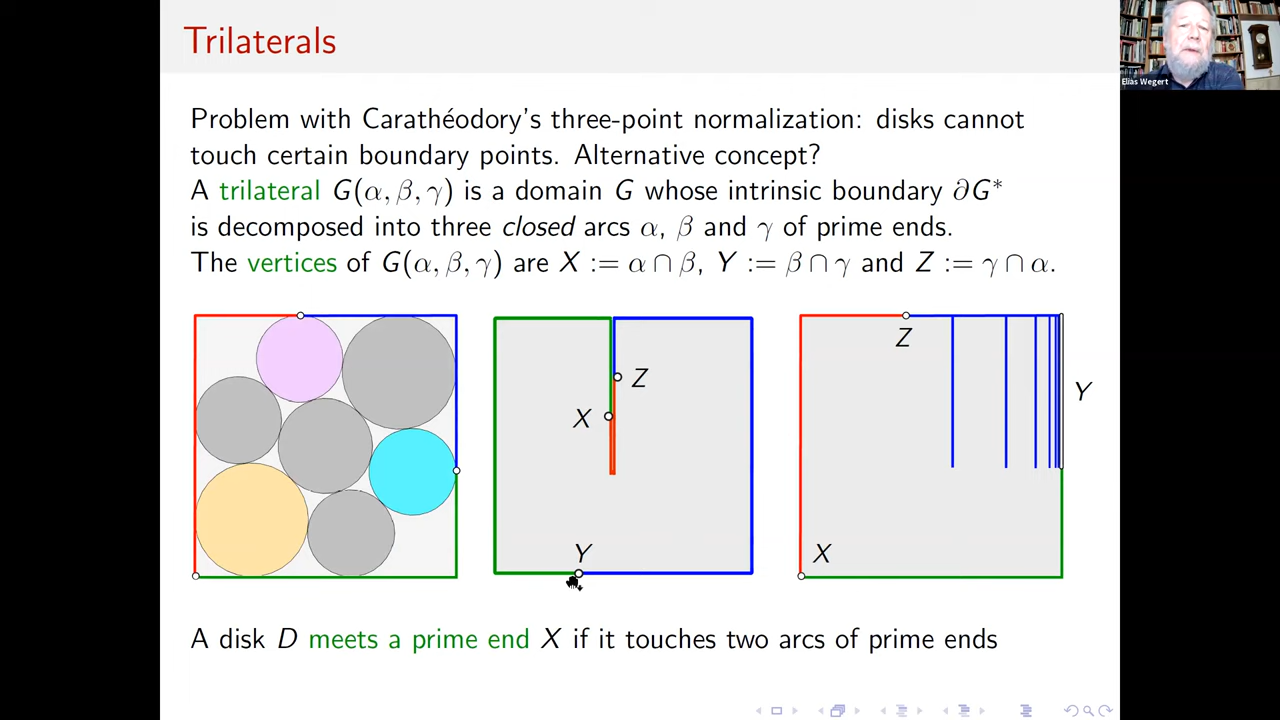 Trilaterals
Elias Wegert
Problem with Carathéodory's three-point normalization: disks cannot
touch certain boundary points. Alternative concept?
A trilateral G(α, β, γ) is a domain G whose intrinsic boundary ∂G*
is decomposed into three closed arcs α, β and γ of prime ends.
The vertices of G(α, β, γ) are X := α ∩ β, Y := β ∩ γ and Z := γ ∩ α.
Z
X
Y
Z
Y
X
A disk D meets a prime end X if it touches two arcs of prime ends